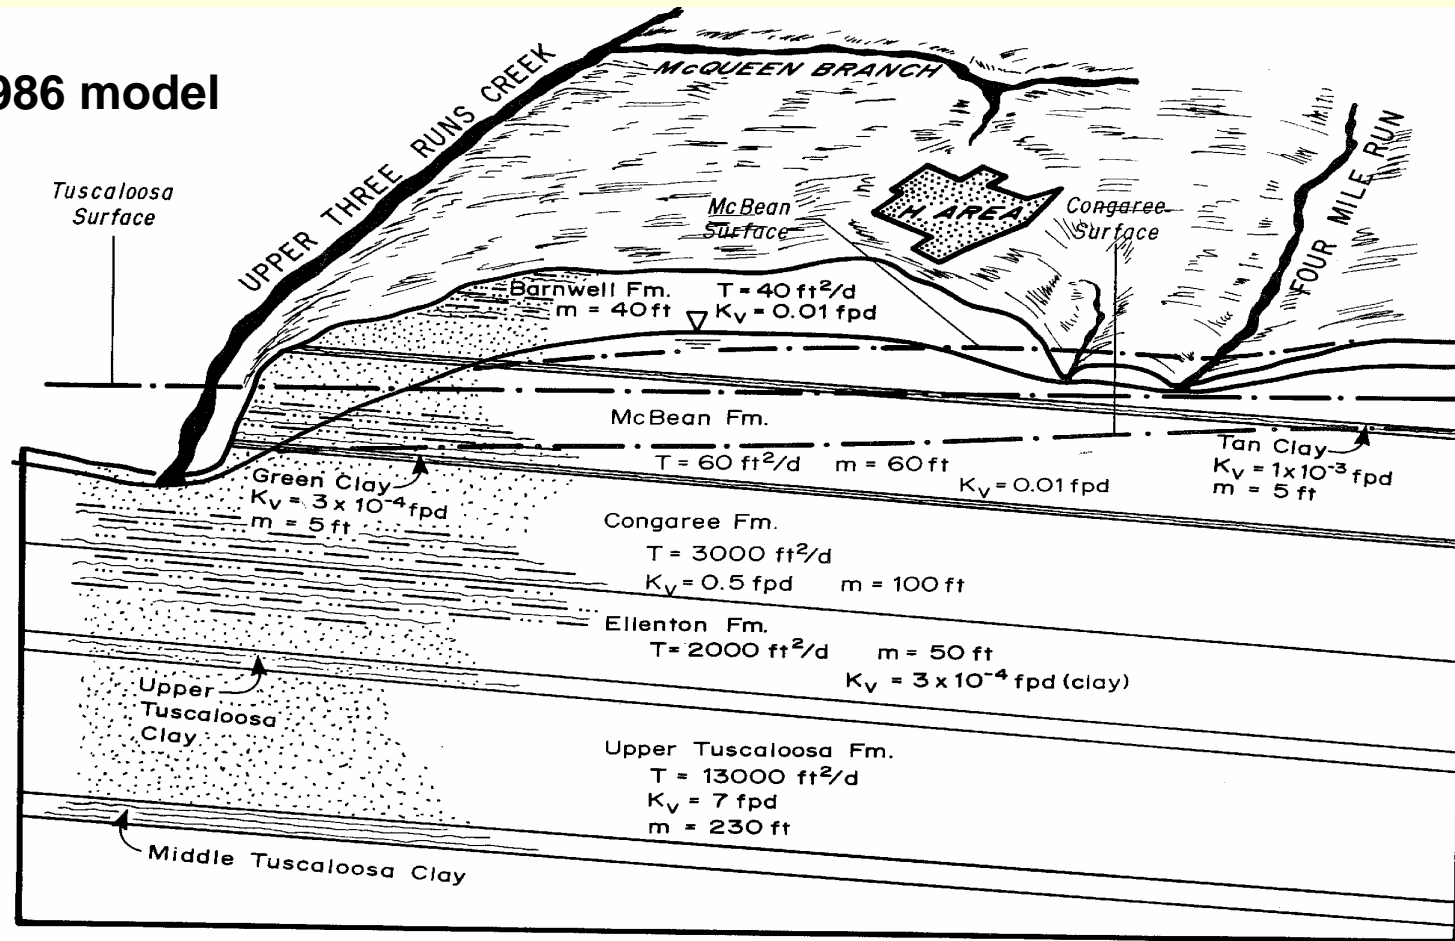 986 model
UPPER THREE RUNS CREEK
McQUEEN BRANCH
FOUR MILE RUN
Tuscaloosa
Surface
McBean
Surface
H AREA
Congaree
Surface
Barnwell Fm. T = 40 ft²/d
m = 40 ft Kv = 0.01 fpd
McBean Fm.
T = 60 ft²/d m = 60 ft
Kv = 0.01 fpd
Tan Clay
Kv = 1x10⁻³ fpd
m = 5 ft
Green Clay
Kv = 3 x 10⁻⁴ fpd
m = 5 ft
Congaree Fm.
T = 3000 ft²/d
Kv = 0.5 fpd m = 100 ft
Ellenton Fm.
T = 2000 ft²/d m = 50 ft
Kv = 3 x 10⁻⁴ fpd (clay)
Upper
Tuscaloosa
Clay
Upper Tuscaloosa Fm.
T = 13000 ft²/d
Kv = 7 fpd
m = 230 ft
Middle Tuscaloosa Clay